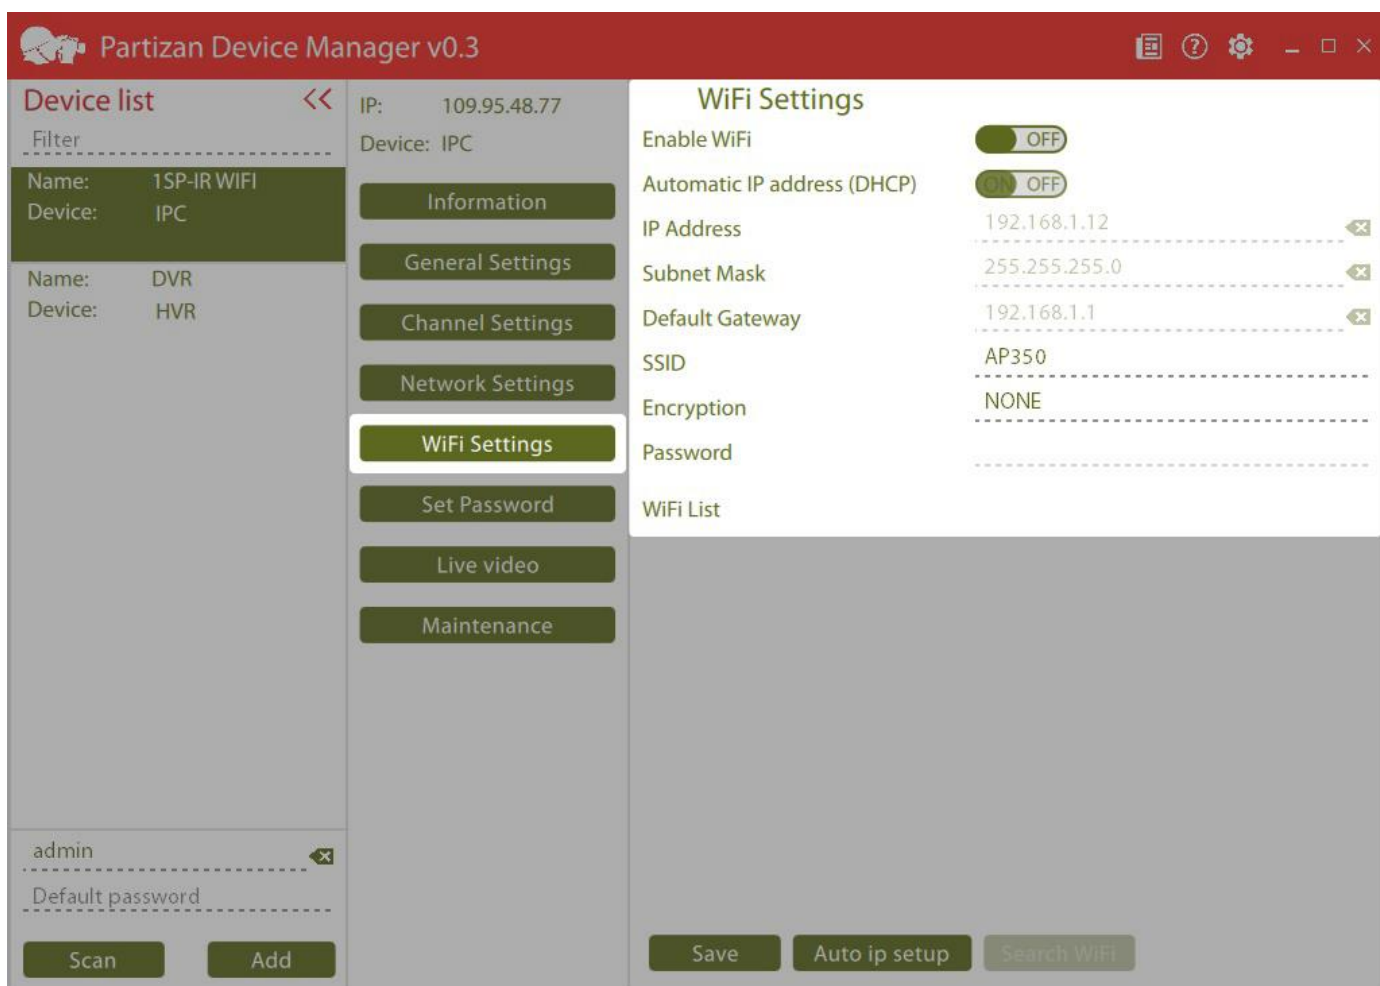 Partizan Device Manager v0.3
Device list <<
Filter
Name: 1SP-IR WIFI
Device: IPC
Name: DVR
Device: HVR
admin
Default password
Scan Add
IP: 109.95.48.77
Device: IPC
Information
General Settings
Channel Settings
Network Settings
WiFi Settings
Set Password
Live video
Maintenance
WiFi Settings
Enable WiFi OFF
Automatic IP address (DHCP) ON OFF
IP Address 192.168.1.12
Subnet Mask 255.255.255.0
Default Gateway 192.168.1.1
SSID AP350
Encryption NONE
Password
WiFi List
Save Auto ip setup Search WiFi